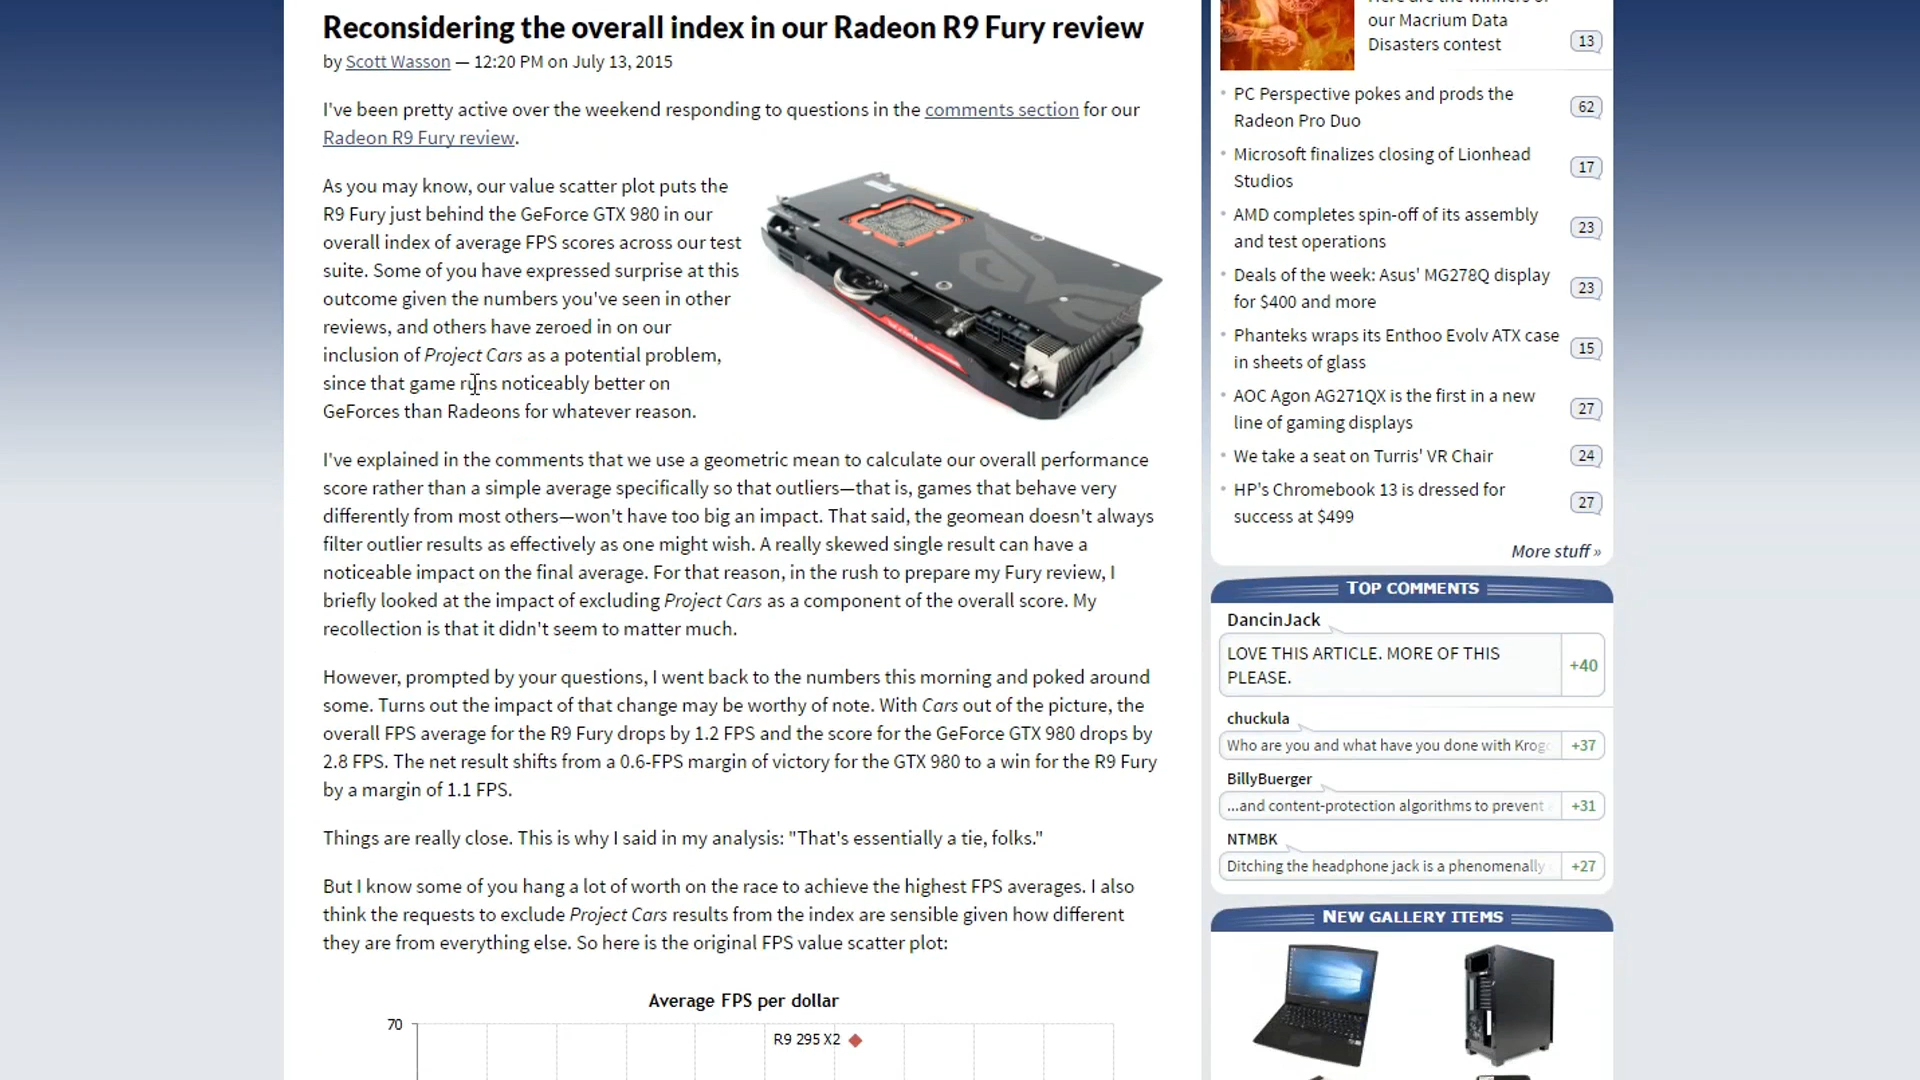 Reconsidering the overall index in our Radeon R9 Fury review
by Scott Wasson — 12:20 PM on July 13, 2015
I've been pretty active over the weekend responding to questions in the comments section for our
Radeon R9 Fury review.
As you may know, our value scatter plot puts the
R9 Fury just behind the GeForce GTX 980 in our
overall index of average FPS scores across our test
suite. Some of you have expressed surprise at this
outcome given the numbers you've seen in other
reviews, and others have zeroed in on our
inclusion of Project Cars as a potential problem,
since that game runs noticeably better on
GeForces than Radeons for whatever reason.
I've explained in the comments that we use a geometric mean to calculate our overall performance
score rather than a simple average specifically so that outliers—that is, games that behave very
differently from most others—won't have too big an impact. That said, the geomean doesn't always
filter outlier results as effectively as one might wish. A really skewed single result can have a
noticeable impact on the final average. For that reason, in the rush to prepare my Fury review, I
briefly looked at the impact of excluding Project Cars as a component of the overall score. My
recollection is that it didn't seem to matter much.
However, prompted by your questions, I went back to the numbers this morning and poked around
some. Turns out the impact of that change may be worthy of note. With Cars out of the picture, the
overall FPS average for the R9 Fury drops by 1.2 FPS and the score for the GeForce GTX 980 drops by
2.8 FPS. The net result shifts from a 0.6-FPS margin of victory for the GTX 980 to a win for the R9 Fury
by a margin of 1.1 FPS.
Things are really close. This is why I said in my analysis: "That's essentially a tie, folks."
But I know some of you hang a lot of worth on the race to achieve the highest FPS averages. I also
think the requests to exclude Project Cars results from the index are sensible given how different
they are from everything else. So here is the original FPS value scatter plot:
Average FPS per dollar
70
R9 295 X2
our Macrium Data
Disasters contest
13
PC Perspective pokes and prods the
Radeon Pro Duo
62
Microsoft finalizes closing of Lionhead
Studios
17
AMD completes spin-off of its assembly
and test operations
23
Deals of the week: Asus' MG278Q display
for $400 and more
23
Phanteks wraps its Enthoo Evolv ATX case
in sheets of glass
15
AOC Agon AG271QX is the first in a new
line of gaming displays
27
We take a seat on Turris' VR Chair
24
HP's Chromebook 13 is dressed for
success at $499
27
More stuff »
TOP COMMENTS
DancinJack
LOVE THIS ARTICLE. MORE OF THIS
PLEASE.
+40
chuckula
Who are you and what have you done with Krog
+37
BillyBuerger
...and content-protection algorithms to prevent
+31
NTMBK
Ditching the headphone jack is a phenomenally
+27
NEW GALLERY ITEMS